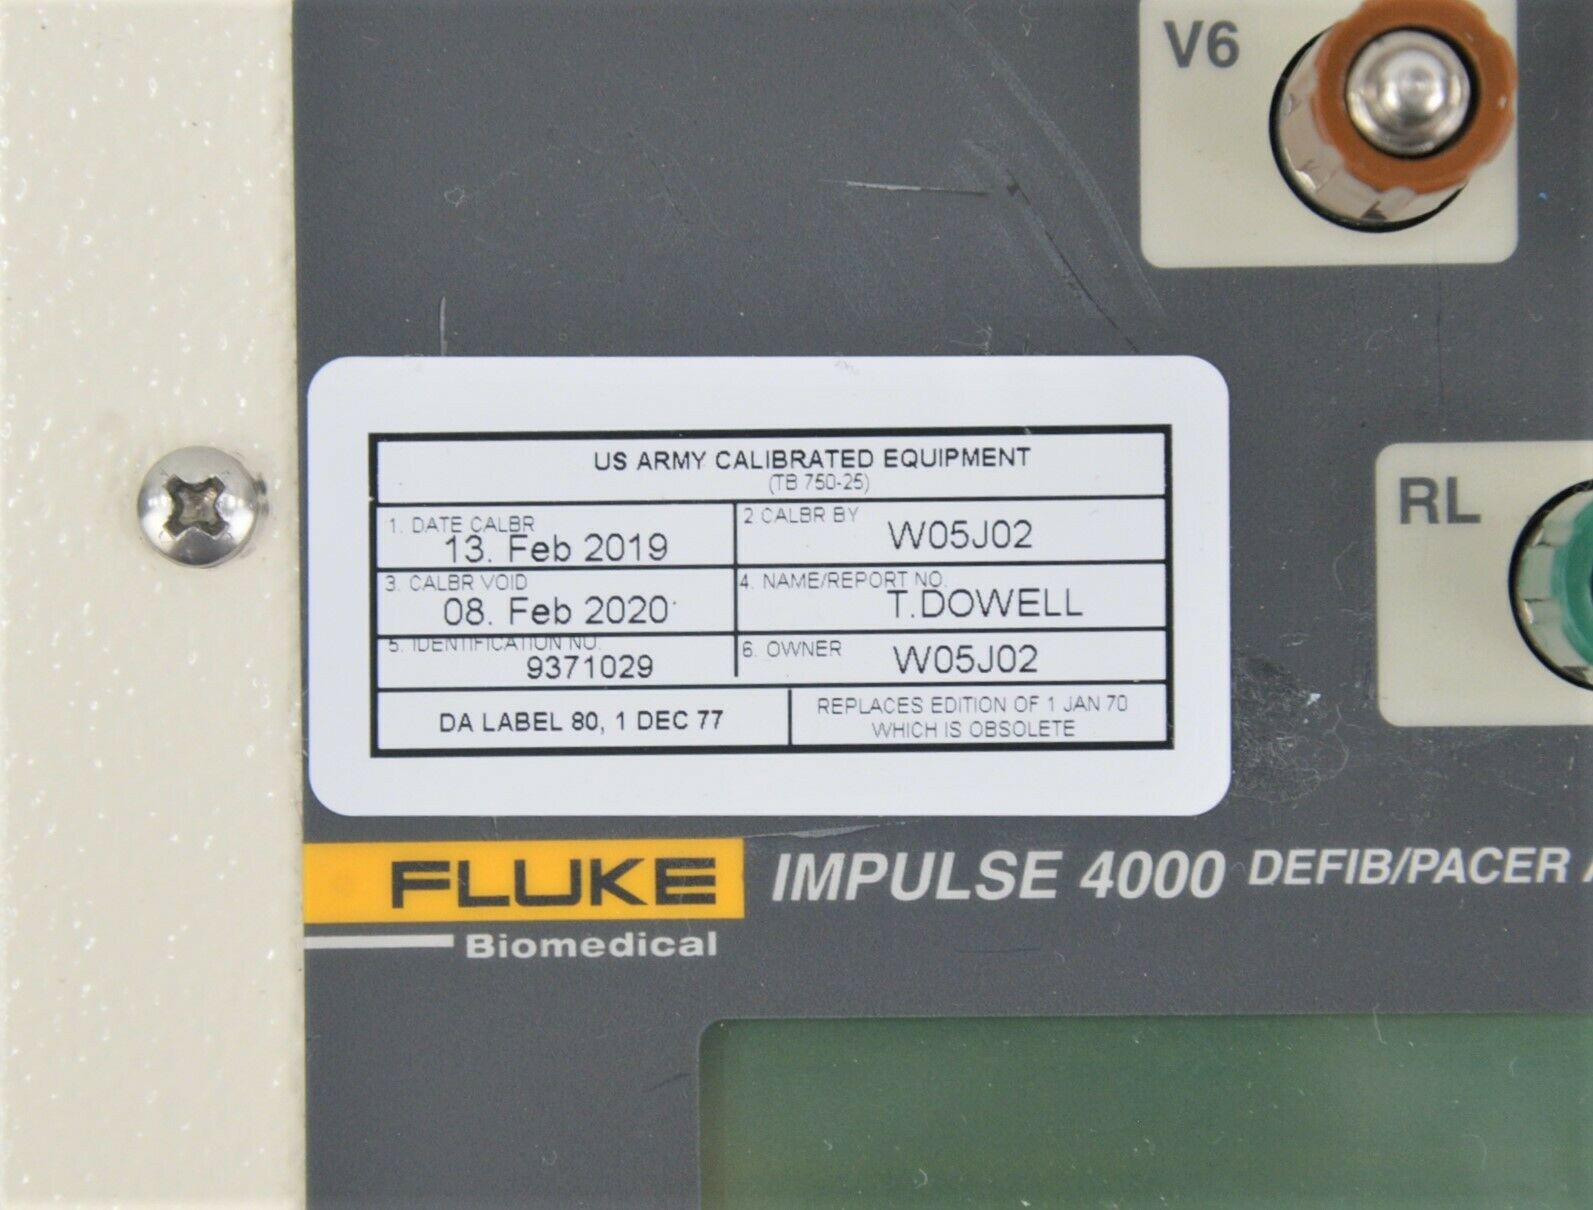 V6
US ARMY CALIBRATED EQUIPMENT
(TB 750-25)
1. DATE CALBR
13. Feb 2019
2 CALBR BY
W05J02
3. CALBR VOID
08. Feb 2020
4. NAME/REPORT NO.
T.DOWELL
5. IDENTIFICATION NO.
9371029
6. OWNER
W05J02
DA LABEL 80, 1 DEC 77
REPLACES EDITION OF 1 JAN 70
WHICH IS OBSOLETE
RL
FLUKE
Biomedical
IMPULSE 4000 DEFIB/PACER